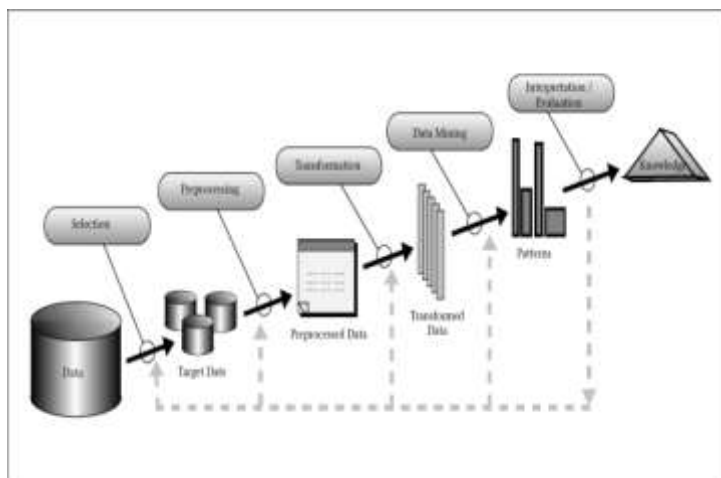 Interpretation /
Evaluation
Data Mining
Transformation
Preprocessing
Selection
Knowledge
Patterns
Transformed
Data
Preprocessed Data
Target Data
Data